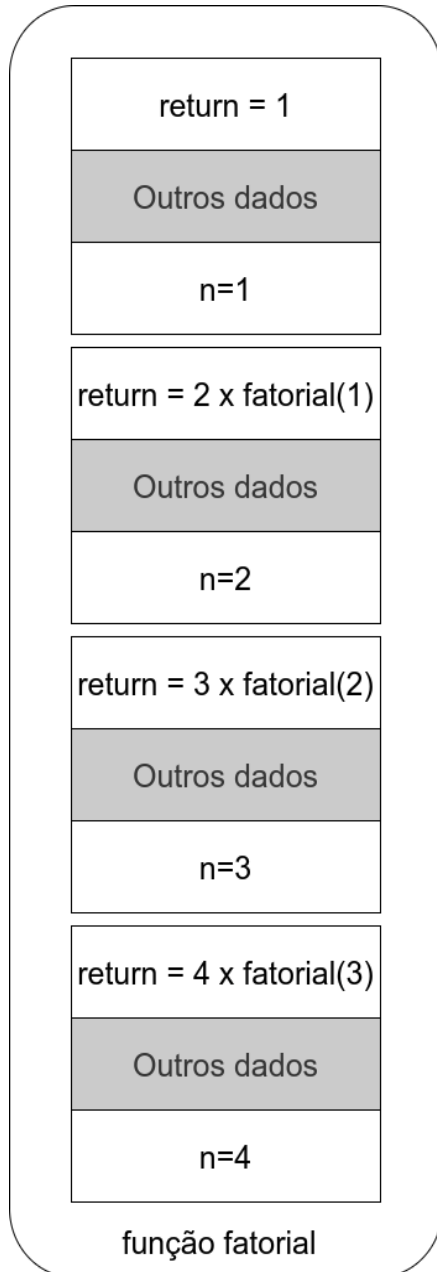 return = 1
Outros dados
n=1
return = 2 x fatorial(1)
Outros dados
n=2
return = 3 x fatorial(2)
Outros dados
n=3
return = 4 x fatorial(3)
Outros dados
n=4
função fatorial